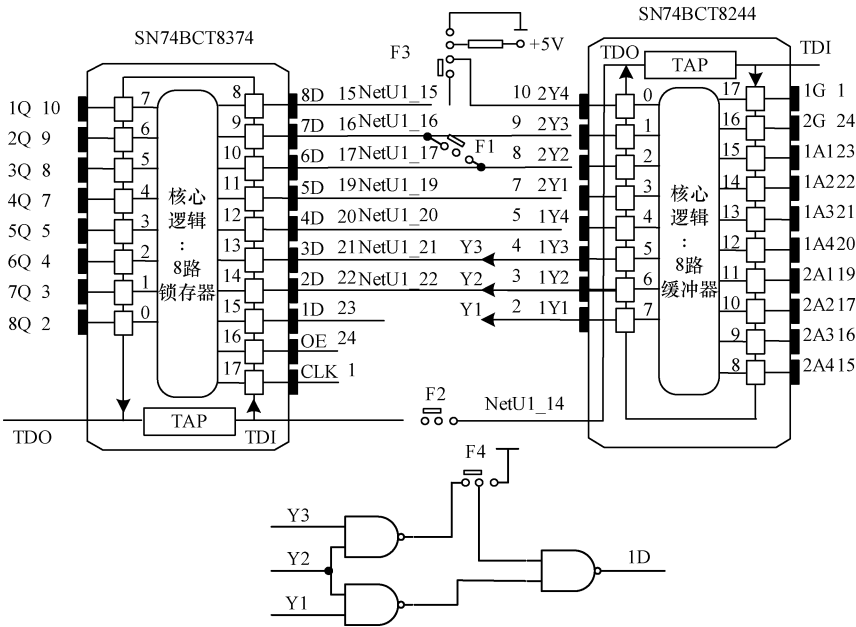 SN74BCT8374
SN74BCT8244
F3
+5V
TDO
TAP
TDI
1Q 10
2Q 9
3Q 8
4Q 7
5Q 5
6Q 4
7Q 3
8Q 2
7
6
5
4
3
2
1
0
核心
逻辑
:
8路
锁存器
8
9
10
11
12
13
14
15
16
17
8D 15 NetU1_15
7D 16 NetU1_16
6D 17 NetU1_17
5D 19 NetU1_19
4D 20 NetU1_20
3D 21 NetU1_21
2D 22 NetU1_22
1D 23
OE 24
CLK 1
F1
10 2Y4
9 2Y3
8 2Y2
7 2Y1
5 1Y4
Y3 4 1Y3
Y2 3 1Y2
Y1 2 1Y1
0
1
2
3
4
5
6
7
核心
逻辑
:
8路
缓冲器
17
16
15
14
13
12
11
10
9
8
1G 1
2G 24
1A1 23
1A2 22
1A3 21
1A4 20
2A1 19
2A2 17
2A3 16
2A4 15
TDO
TAP
TDI
F2
NetU1_14
F4
Y3
Y2
Y1
1D